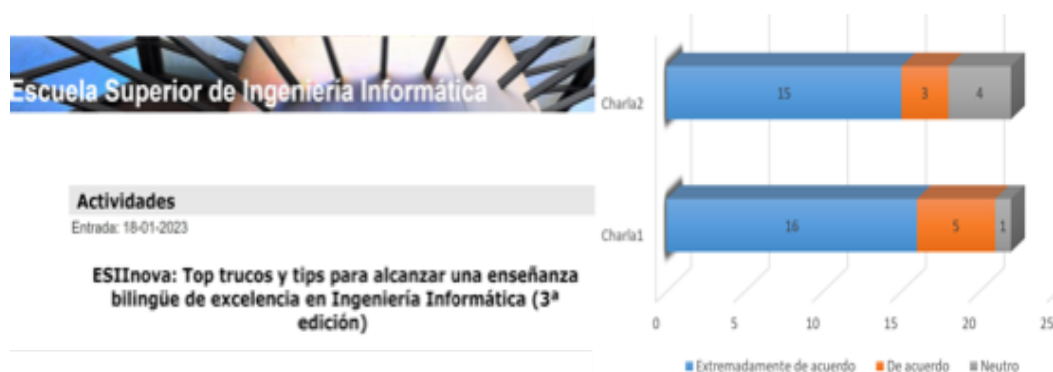 Escuela Superior de Ingeniería Informática
Actividades
Entrada: 18-01-2023
ESIInova: Top trucos y tips para alcanzar una enseñanza
bilingüe de excelencia en Ingeniería Informática (3ª
edición)
Charla2
15
3
4
Charla1
16
5
1
0
5
10
15
20
25
Extremadamente de acuerdo
De acuerdo
Neutro